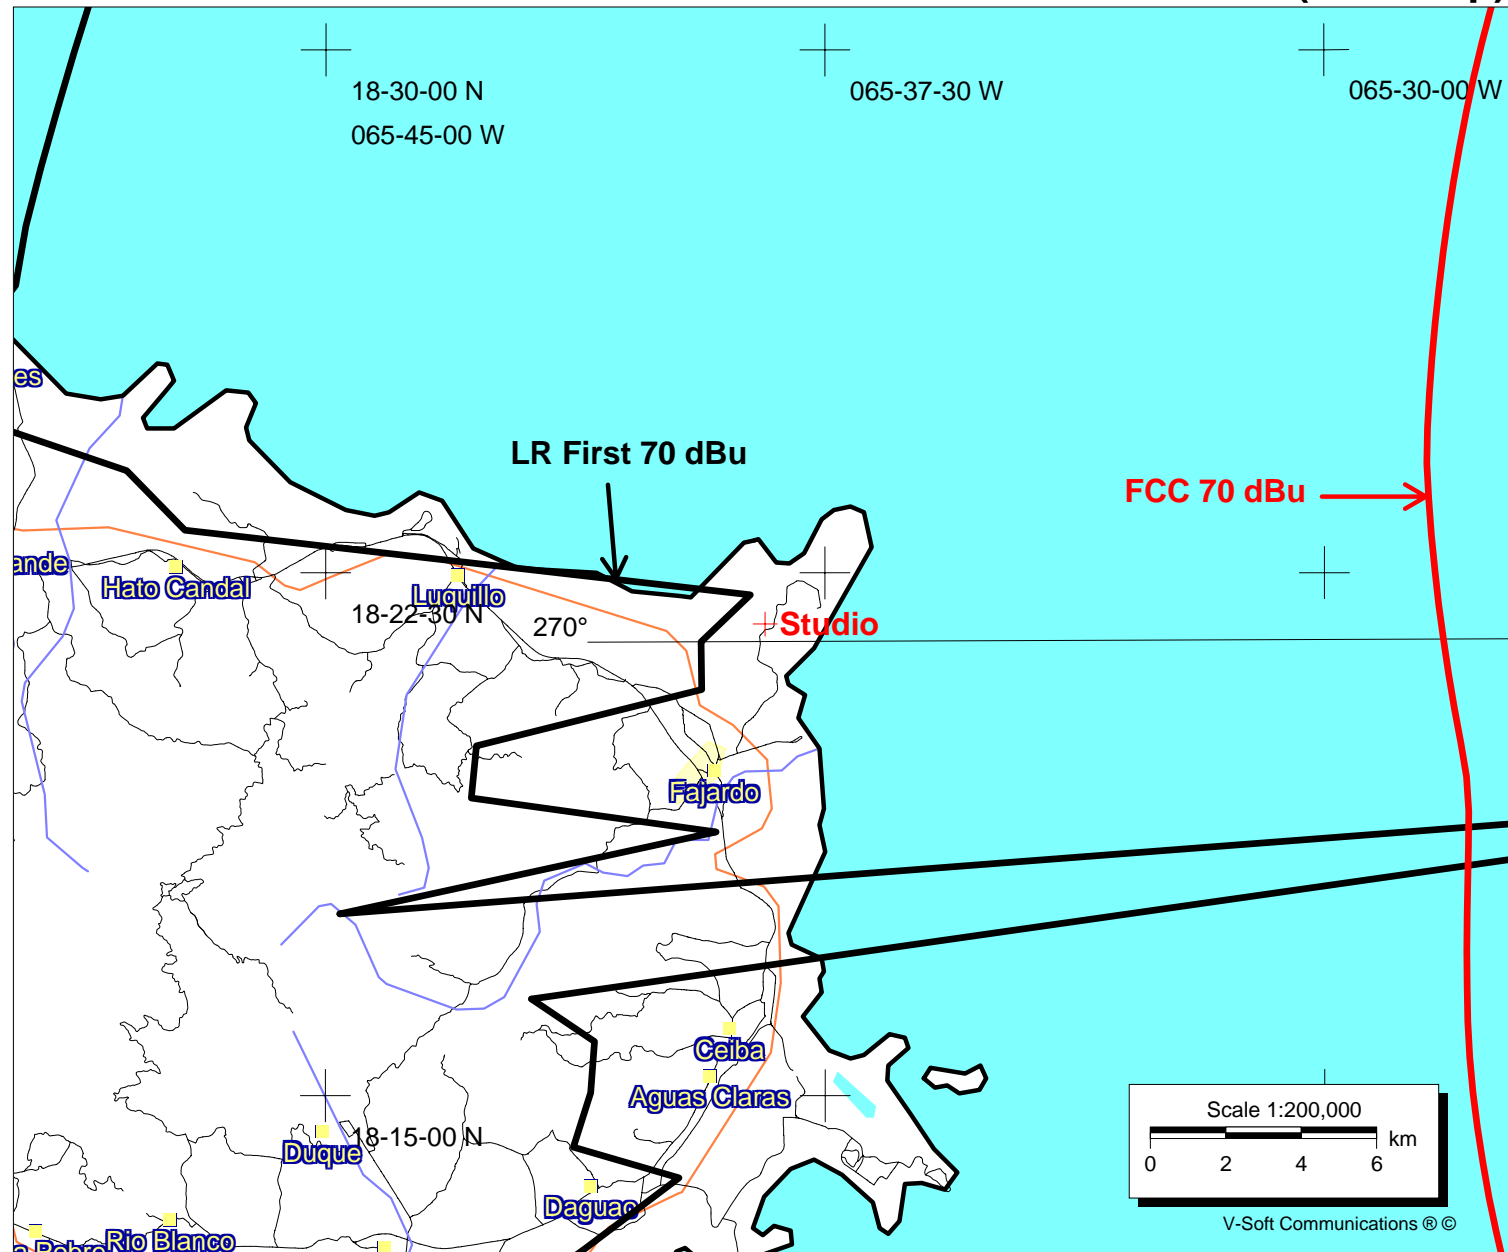 18-30-00 N
065-45-00 W
065-37-30 W
065-30-00 W
es
LR First 70 dBu
FCC 70 dBu
ande
Hato Candal
Luquillo
18-22-30 N
270°
Studio
Fajardo
Ceiba
Aguas Claras
Scale 1:200,000
km
0 2 4 6
Duque
18-15-00 N
Daguao
Rio Blanco
V-Soft Communications ® ©